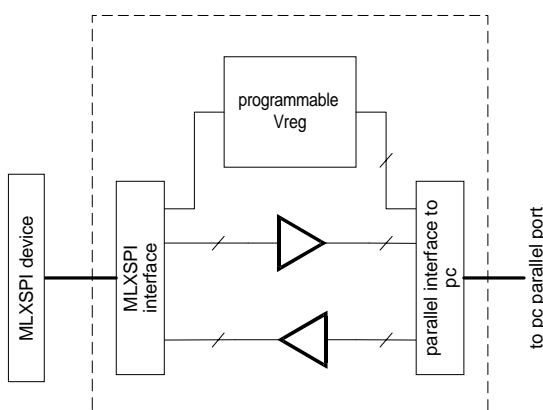 programmable
Vreg
MLXSPI device
MLXSPI
interface
parallel interface to
pc
to pc parallel port